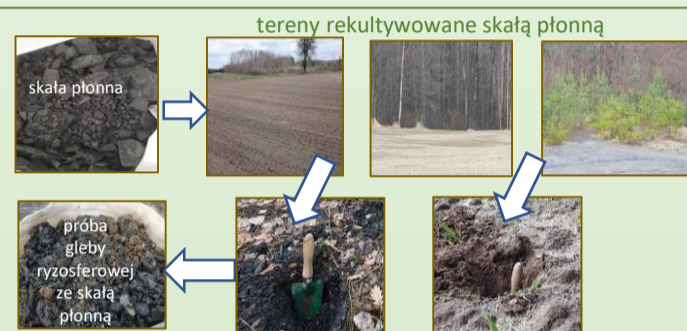 tereny rekultywowane skałą płonną
skała płonna
próba
gleby
ryzosferowej
ze skałą
płonną